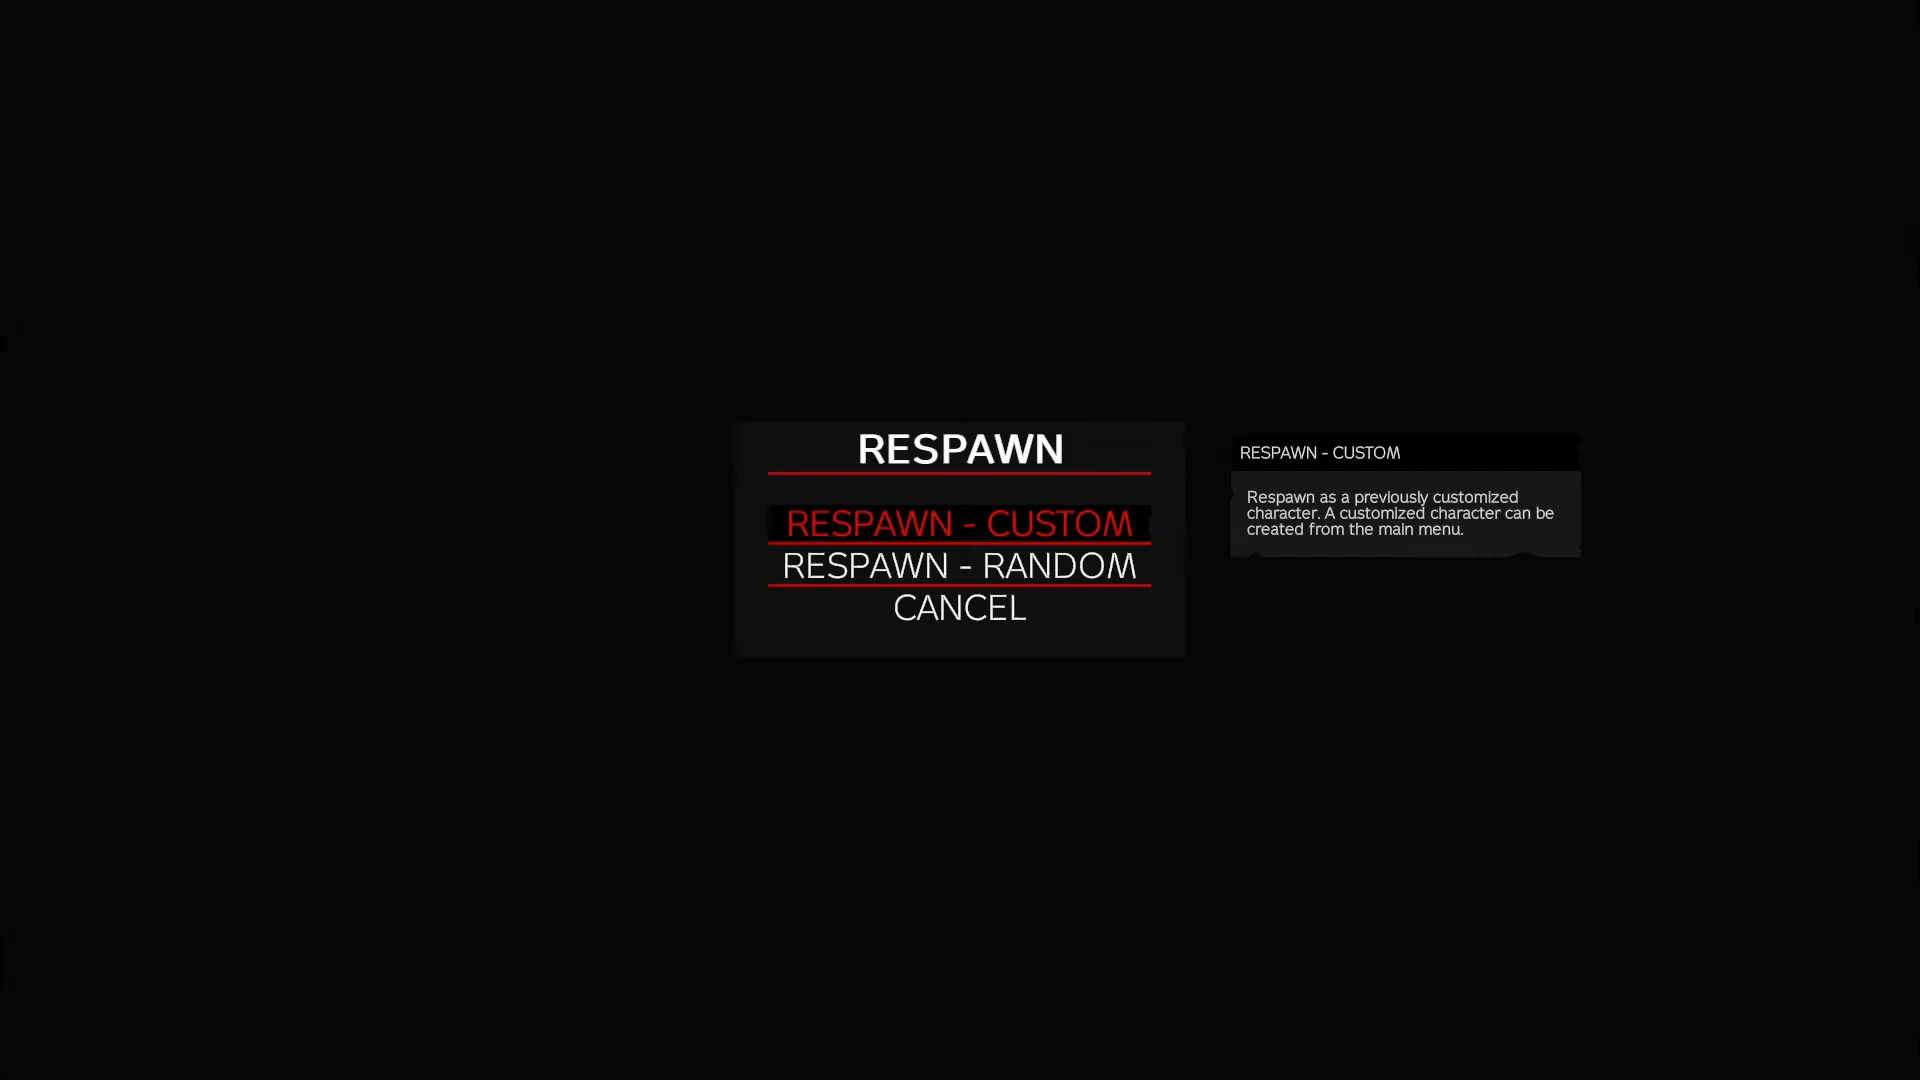 RESPAWN
RESPAWN - CUSTOM
RESPAWN - RANDOM
CANCEL
RESPAWN - CUSTOM
Respawn as a previously customized
character. A customized character can be
created from the main menu.